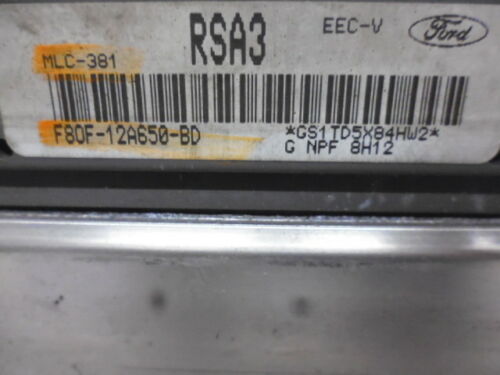 RSA3 EEC-V Ford
MLC-381
F80F-12A650-BD *GS1TD5X84HW2*
G NPF 8H12